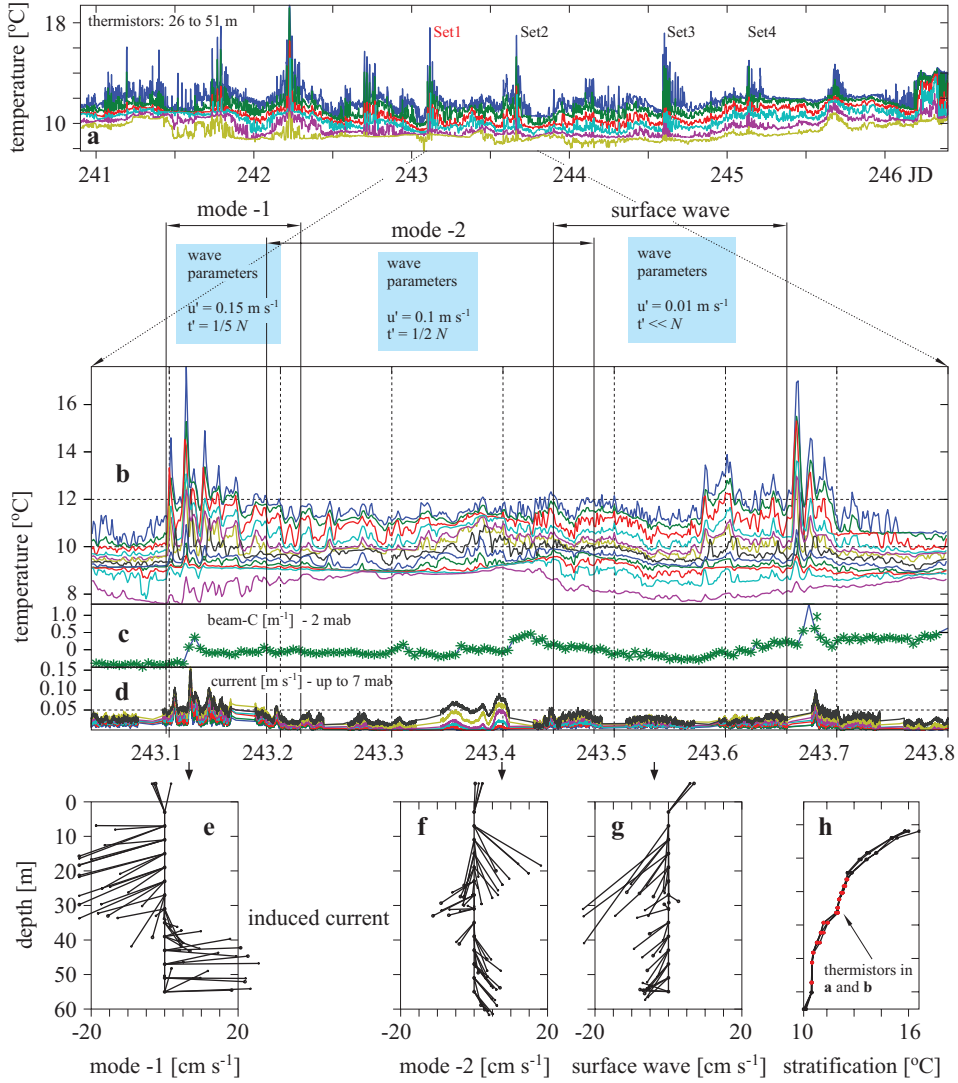 thermistors: 26 to 51 m
Set1
Set2
Set3
Set4
temperature [ºC]
18
10
a
241 242 243 244 245 246 JD
mode -1
mode -2
surface wave
wave
parameters
u' = 0.15 m s⁻¹
t' = 1/5 N
wave
parameters
u' = 0.1 m s⁻¹
t' = 1/2 N
wave
parameters
u' = 0.01 m s⁻¹
t' << N
temperature [ºC]
16
14
12
10
8
b
c
beam-C [m⁻¹] - 2 mab
1.0
0.5
0
d
current [m s⁻¹] - up to 7 mab
0.15
0.10
0.05
243.1 243.2 243.3 243.4 243.5 243.6 243.7 243.8
depth [m]
0
10
20
30
40
50
60
e
f
g
h
induced current
thermistors in
a and b
-20 20
-20 20
-20 20
10 16
mode -1 [cm s⁻¹]
mode -2 [cm s⁻¹]
surface wave [cm s⁻¹]
stratification [ºC]